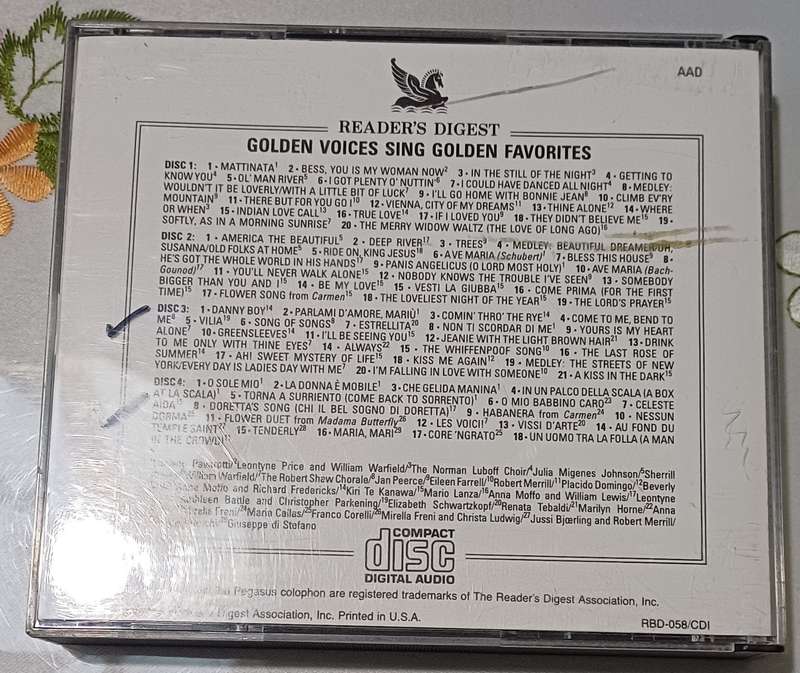 AAD
READER'S DIGEST
GOLDEN VOICES SING GOLDEN FAVORITES
DISC 1: 1 • MATTINATA¹ 2 • BESS, YOU IS MY WOMAN NOW² 3 • IN THE STILL OF THE NIGHT³ 4 • GETTING TO
KNOW YOU⁴ 5 • OL' MAN RIVER⁵ 6 • I GOT PLENTY O' NUTTIN'⁶ 7 • I COULD HAVE DANCED ALL NIGHT⁴ 8 • MEDLEY:
WOULDN'T IT BE LOVERLY/WITH A LITTLE BIT OF LUCK⁷ 9 • I'LL GO HOME WITH BONNIE JEAN⁸ 10 • CLIMB EV'RY
MOUNTAIN⁹ 11 • THERE BUT FOR YOU GO I¹⁰ 12 • VIENNA, CITY OF MY DREAMS¹¹ 13 • THINE ALONE¹² 14 • WHERE
OR WHEN³ 15 • INDIAN LOVE CALL¹³ 16 • TRUE LOVE¹⁴ 17 • IF I LOVED YOU⁹ 18 • THEY DIDN'T BELIEVE ME¹⁵ 19 •
SOFTLY, AS IN A MORNING SUNRISE⁷ 20 • THE MERRY WIDOW WALTZ (THE LOVE OF LONG AGO)¹⁶
DISC 2: 1 • AMERICA THE BEAUTIFUL⁵ 2 • DEEP RIVER¹⁷ 3 • TREES⁹ 4 • MEDLEY: BEAUTIFUL DREAMER/OH,
SUSANNA/OLD FOLKS AT HOME⁵ 5 • RIDE ON, KING JESUS¹⁸ 6 • AVE MARIA (Schubert)¹ 7 • BLESS THIS HOUSE⁹ 8 •
HE'S GOT THE WHOLE WORLD IN HIS HANDS¹⁷ 9 • PANIS ANGELICUS (O LORD MOST HOLY)¹ 10 • AVE MARIA (Bach-
Gounod)¹⁷ 11 • YOU'LL NEVER WALK ALONE¹⁵ 12 • NOBODY KNOWS THE TROUBLE I'VE SEEN⁹ 13 • SOMEBODY
BIGGER THAN YOU AND I¹⁵ 14 • BE MY LOVE¹⁵ 15 • VESTI LA GIUBBA¹⁵ 16 • COME PRIMA (FOR THE FIRST
TIME)¹⁵ 17 • FLOWER SONG from Carmen¹⁵ 18 • THE LOVELIEST NIGHT OF THE YEAR¹⁵ 19 • THE LORD'S PRAYER¹⁵
DISC 3: 1 • DANNY BOY¹⁴ 2 • PARLAMI D'AMORE, MARIÙ¹ 3 • COMIN' THRO' THE RYE¹⁴ 4 • COME TO ME, BEND TO
ME⁸ 5 • VILIA¹⁹ 6 • SONG OF SONGS⁸ 7 • ESTRELLITA²⁰ 8 • NON TI SCORDAR DI ME¹ 9 • YOURS IS MY HEART
ALONE⁷ 10 • GREENSLEEVES¹⁴ 11 • I'LL BE SEEING YOU¹⁵ 12 • JEANIE WITH THE LIGHT BROWN HAIR²¹ 13 • DRINK
TO ME ONLY WITH THINE EYES⁷ 14 • ALWAYS²² 15 • THE WHIFFENPOOF SONG¹⁰ 16 • THE LAST ROSE OF
SUMMER¹⁴ 17 • AH! SWEET MYSTERY OF LIFE¹⁵ 18 • KISS ME AGAIN¹² 19 • MEDLEY: THE STREETS OF NEW
YORK/EVERY DAY IS LADIES DAY WITH ME⁷ 20 • I'M FALLING IN LOVE WITH SOMEONE¹⁰ 21 • A KISS IN THE DARK¹⁵
DISC 4: 1 • O SOLE MIO¹ 2 • LA DONNA È MOBILE¹ 3 • CHE GELIDA MANINA¹ 4 • IN UN PALCO DELLA SCALA (A BOX
AT LA SCALA)¹ 5 • TORNA A SURRIENTO (COME BACK TO SORRENTO)¹ 6 • O MIO BABBINO CARO²³ 7 • CELESTE
AIDA¹⁵ 8 • DORETTA'S SONG (CHI IL BEL SOGNO DI DORETTA)¹⁷ 9 • HABANERA from Carmen²⁴ 10 • NESSUN
DORMA²⁵ 11 • FLOWER DUET from Madama Butterfly²⁶ 12 • LES VOICI! 13 • VISSI D'ARTE²⁰ 14 • AU FOND DU
TEMPLE SAINT²⁷ 15 • TENDERLY²⁸ 16 • MARIA, MARI²⁹ 17 • CORE 'NGRATO²⁵ 18 • UN UOMO TRA LA FOLLA (A MAN
IN THE CROWD)
Pavarotti/²Leontyne Price and William Warfield/³The Norman Luboff Choir/⁴Julia Migenes Johnson/⁵Sherrill
William Warfield/⁷The Robert Shaw Chorale/⁸Jan Peerce/⁹Eileen Farrell/¹⁰Robert Merrill/¹¹Placido Domingo/¹²Beverly
Moffo and Richard Fredericks/¹⁴Kiri Te Kanawa/¹⁵Mario Lanza/¹⁶Anna Moffo and William Lewis/¹⁷Leontyne
Battle and Christopher Parkening/¹⁹Elizabeth Schwartzkopf/²⁰Renata Tebaldi/²¹Marilyn Horne/²²Anna
Freni/²⁴Maria Callas/²⁵Franco Corelli/²⁶Mirella Freni and Christa Ludwig/²⁷Jussi Bjœrling and Robert Merrill/
Giuseppe di Stefano
COMPACT
disc
DIGITAL AUDIO
the Pegasus colophon are registered trademarks of The Reader's Digest Association, Inc.
Digest Association, Inc. Printed in U.S.A.
RBD-058/CDI